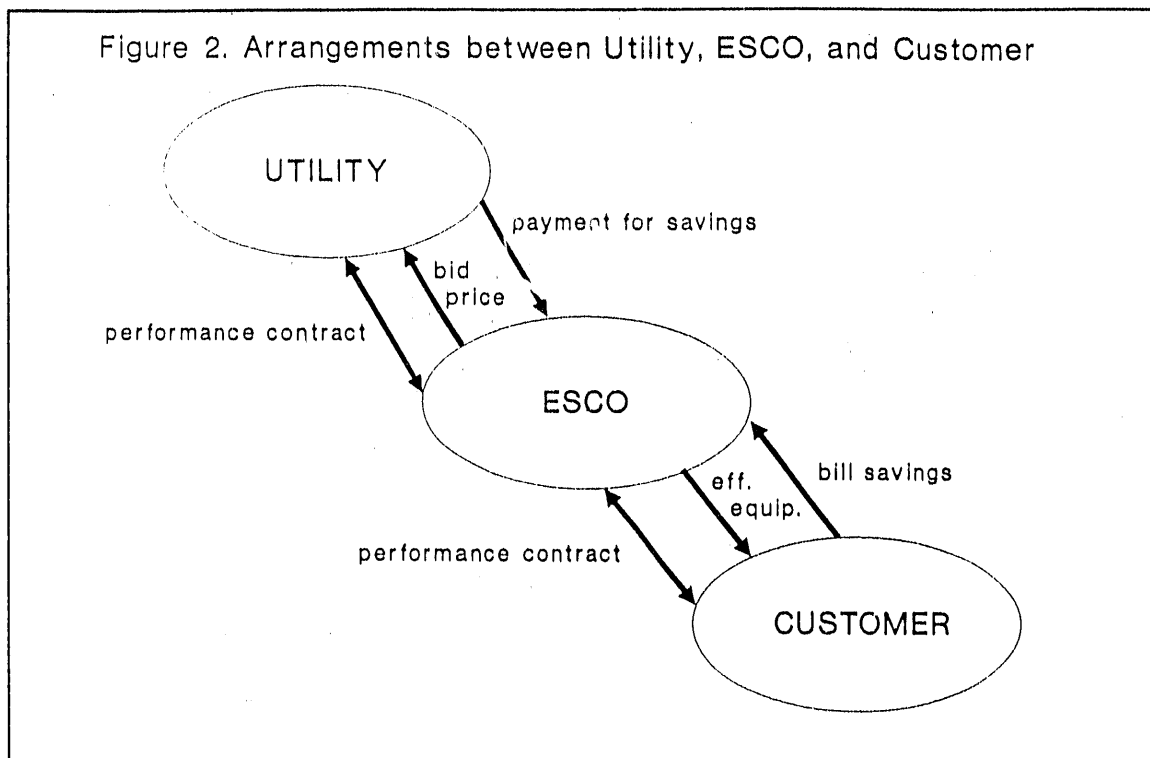 Figure 2. Arrangements between Utility, ESCO, and Customer
UTILITY
payment for savings
bid
price
performance contract
ESCO
bill savings
eff.
equip.
performance contract
CUSTOMER